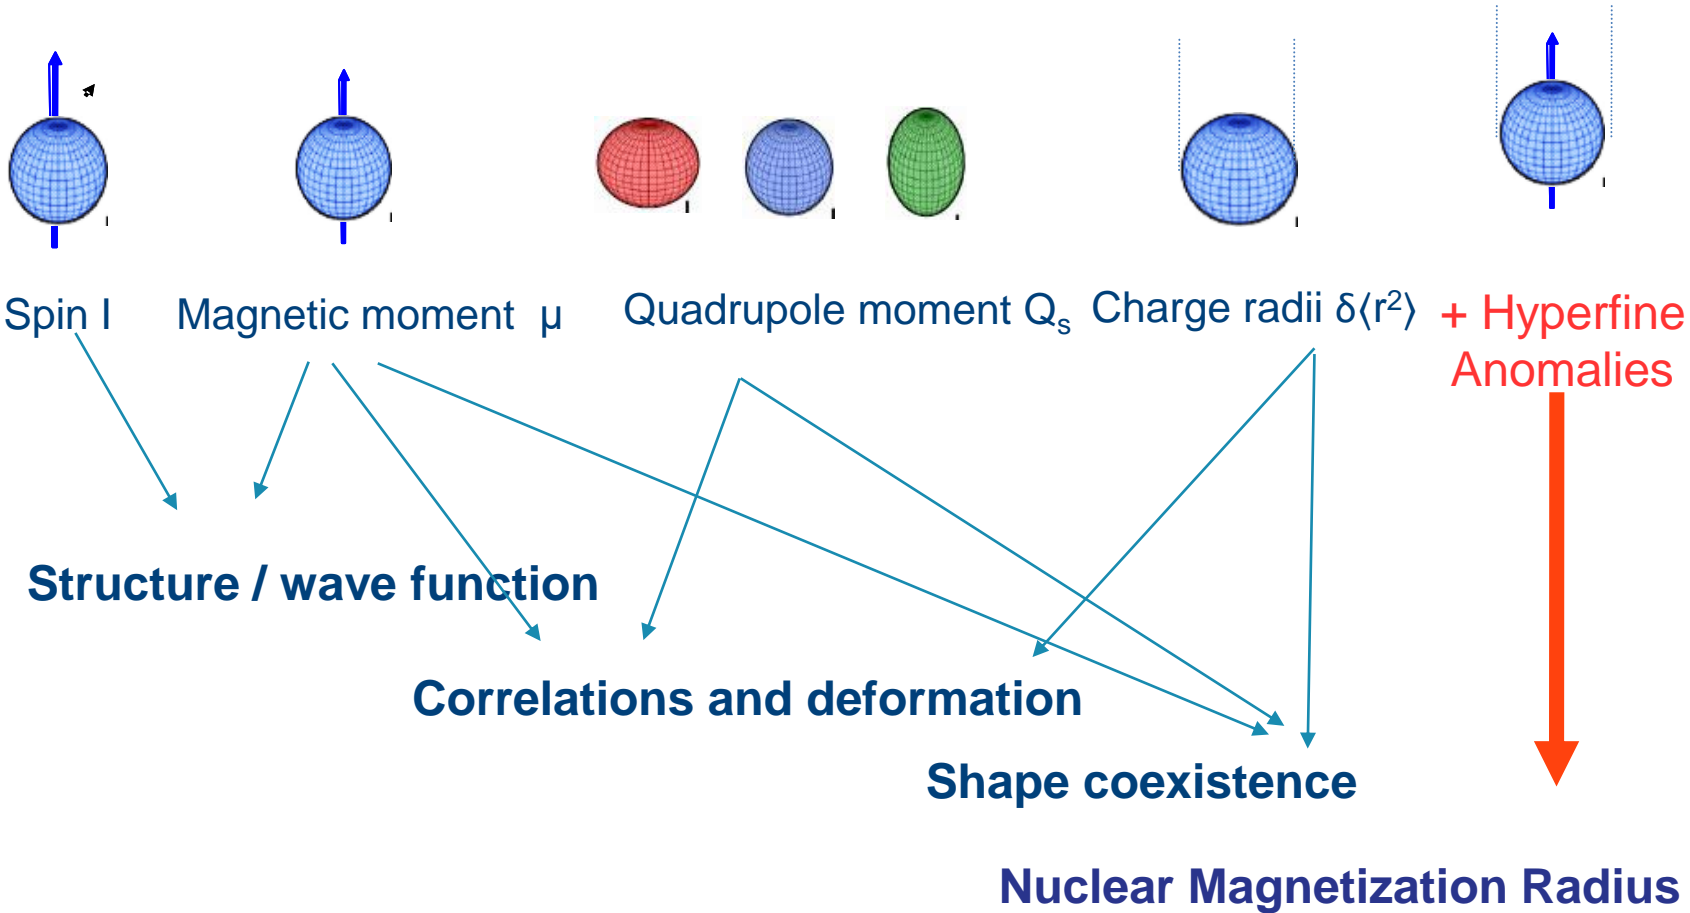 Spin I
Magnetic moment μ
Quadrupole moment Qₛ
Charge radii δ⟨r²⟩
+ Hyperfine
Anomalies
Structure / wave function
Correlations and deformation
Shape coexistence
Nuclear Magnetization Radius